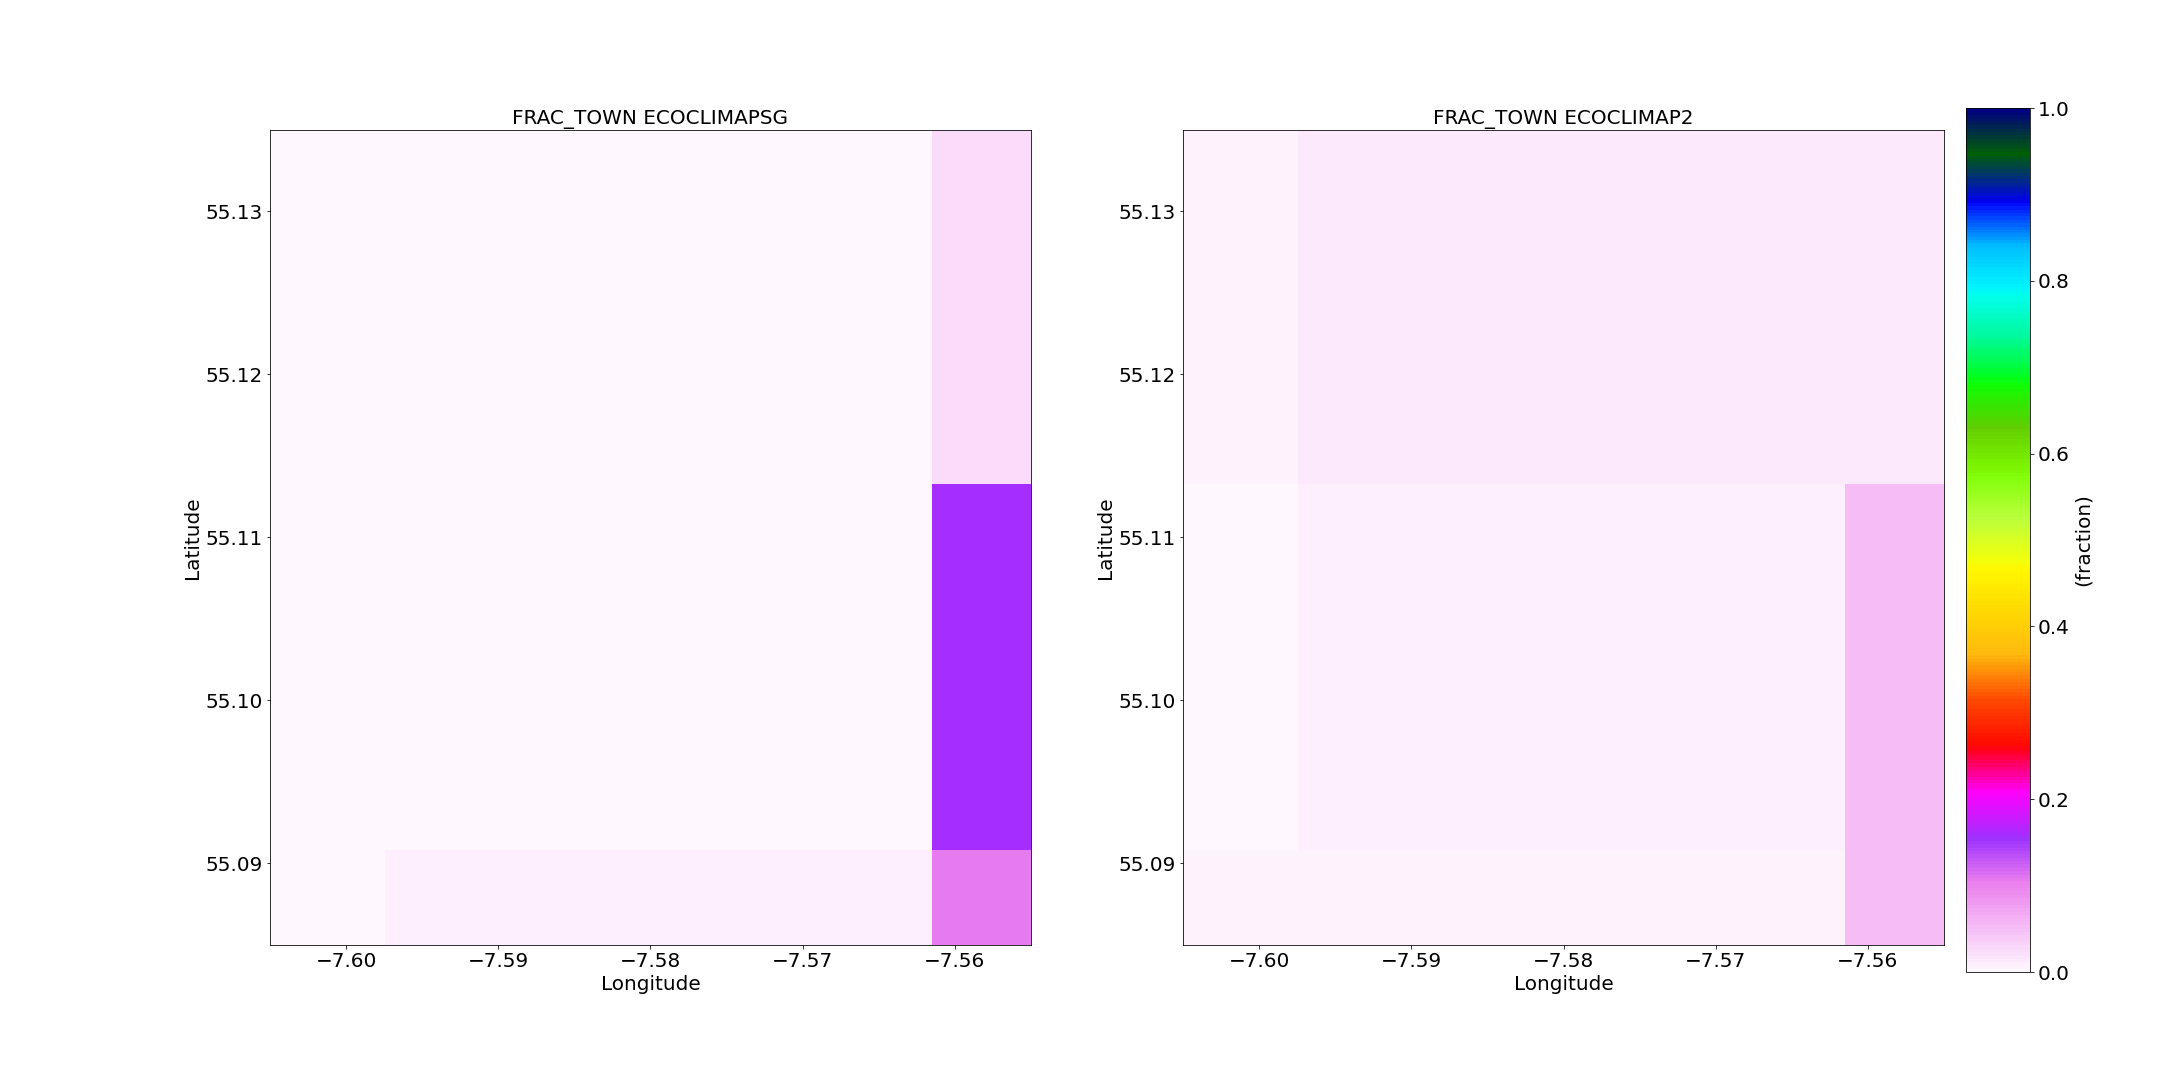 FRAC_TOWN ECOCLIMAPSG
Latitude
55.13
55.12
55.11
55.10
55.09
−7.60 −7.59 −7.58 −7.57 −7.56
Longitude
FRAC_TOWN ECOCLIMAP2
Latitude
55.13
55.12
55.11
55.10
55.09
−7.60 −7.59 −7.58 −7.57 −7.56
Longitude
1.0
0.8
0.6
0.4
0.2
0.0
(fraction)